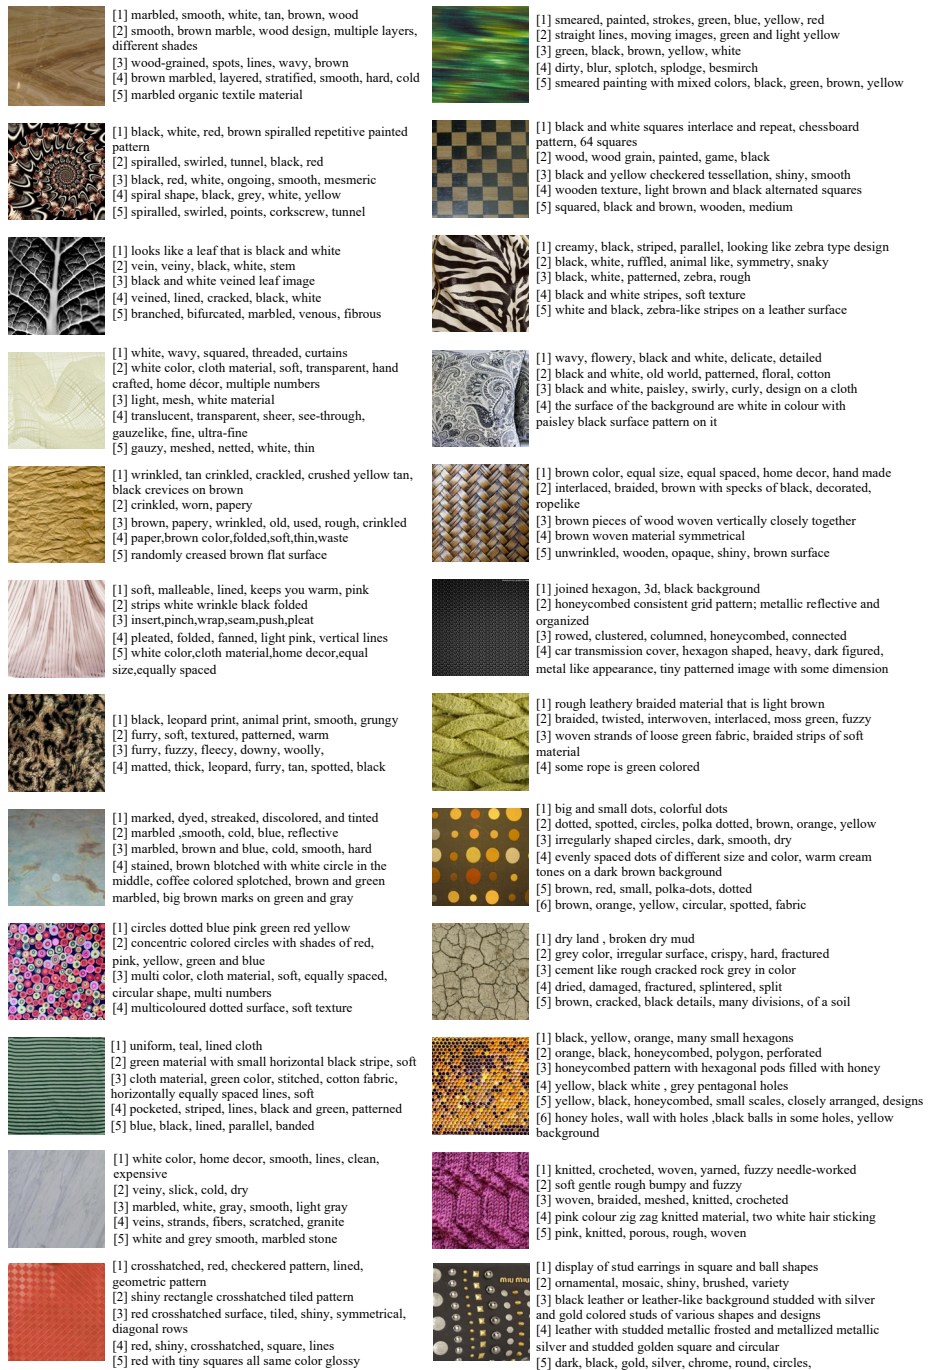 [1] marbled, smooth, white, tan, brown, wood
[2] smooth, brown marble, wood design, multiple layers,
different shades
[3] wood-grained, spots, lines, wavy, brown
[4] brown marbled, layered, stratified, smooth, hard, cold
[5] marbled organic textile material
[1] black, white, red, brown spiralled repetitive painted
pattern
[2] spiralled, swirled, tunnel, black, red
[3] black, red, white, ongoing, smooth, mesmeric
[4] spiral shape, black, grey, white, yellow
[5] spiralled, swirled, points, corkscrew, tunnel
[1] looks like a leaf that is black and white
[2] vein, veiny, black, white, stem
[3] black and white veined leaf image
[4] veined, lined, cracked, black, white
[5] branched, bifurcated, marbled, venous, fibrous
[1] white, wavy, squared, threaded, curtains
[2] white color, cloth material, soft, transparent, hand
crafted, home décor, multiple numbers
[3] light, mesh, white material
[4] translucent, transparent, sheer, see-through,
gauzelike, fine, ultra-fine
[5] gauzy, meshed, netted, white, thin
[1] wrinkled, tan crinkled, crackled, crushed yellow tan,
black crevices on brown
[2] crinkled, worn, papery
[3] brown, papery, wrinkled, old, used, rough, crinkled
[4] paper,brown color,folded,soft,thin,waste
[5] randomly creased brown flat surface
[1] soft, malleable, lined, keeps you warm, pink
[2] strips white wrinkle black folded
[3] insert,pinch,wrap,seam,push,pleat
[4] pleated, folded, fanned, light pink, vertical lines
[5] white color,cloth material,home decor,equal
size,equally spaced
[1] black, leopard print, animal print, smooth, grungy
[2] furry, soft, textured, patterned, warm
[3] furry, fuzzy, fleecy, downy, woolly,
[4] matted, thick, leopard, furry, tan, spotted, black
[1] marked, dyed, streaked, discolored, and tinted
[2] marbled ,smooth, cold, blue, reflective
[3] marbled, brown and blue, cold, smooth, hard
[4] stained, brown blotched with white circle in the
middle, coffee colored splotched, brown and green
marbled, big brown marks on green and gray
[1] circles dotted blue pink green red yellow
[2] concentric colored circles with shades of red,
pink, yellow, green and blue
[3] multi color, cloth material, soft, equally spaced,
circular shape, multi numbers
[4] multicoloured dotted surface, soft texture
[1] uniform, teal, lined cloth
[2] green material with small horizontal black stripe, soft
[3] cloth material, green color, stitched, cotton fabric,
horizontally equally spaced lines, soft
[4] pocketed, striped, lines, black and green, patterned
[5] blue, black, lined, parallel, banded
[1] white color, home decor, smooth, lines, clean,
expensive
[2] veiny, slick, cold, dry
[3] marbled, white, gray, smooth, light gray
[4] veins, strands, fibers, scratched, granite
[5] white and grey smooth, marbled stone
[1] crosshatched, red, checkered pattern, lined,
geometric pattern
[2] shiny rectangle crosshatched tiled pattern
[3] red crosshatched surface, tiled, shiny, symmetrical,
diagonal rows
[4] red, shiny, crosshatched, square, lines
[5] red with tiny squares all same color glossy
[1] smeared, painted, strokes, green, blue, yellow, red
[2] straight lines, moving images, green and light yellow
[3] green, black, brown, yellow, white
[4] dirty, blur, splotch, splodge, besmirch
[5] smeared painting with mixed colors, black, green, brown, yellow
[1] black and white squares interlace and repeat, chessboard
pattern, 64 squares
[2] wood, wood grain, painted, game, black
[3] black and yellow checkered tessellation, shiny, smooth
[4] wooden texture, light brown and black alternated squares
[5] squared, black and brown, wooden, medium
[1] creamy, black, striped, parallel, looking like zebra type design
[2] black, white, ruffled, animal like, symmetry, snaky
[3] black, white, patterned, zebra, rough
[4] black and white stripes, soft texture
[5] white and black, zebra-like stripes on a leather surface
[1] wavy, flowery, black and white, delicate, detailed
[2] black and white, old world, patterned, floral, cotton
[3] black and white, paisley, swirly, curly, design on a cloth
[4] the surface of the background are white in colour with
paisley black surface pattern on it
[1] brown color, equal size, equal spaced, home decor, hand made
[2] interlaced, braided, brown with specks of black, decorated,
ropelike
[3] brown pieces of wood woven vertically closely together
[4] brown woven material symmetrical
[5] unwrinkled, wooden, opaque, shiny, brown surface
[1] joined hexagon, 3d, black background
[2] honeycombed consistent grid pattern; metallic reflective and
organized
[3] rowed, clustered, columned, honeycombed, connected
[4] car transmission cover, hexagon shaped, heavy, dark figured,
metal like appearance, tiny patterned image with some dimension
[1] rough leathery braided material that is light brown
[2] braided, twisted, interwoven, interlaced, moss green, fuzzy
[3] woven strands of loose green fabric, braided strips of soft
material
[4] some rope is green colored
[1] big and small dots, colorful dots
[2] dotted, spotted, circles, polka dotted, brown, orange, yellow
[3] irregularly shaped circles, dark, smooth, dry
[4] evenly spaced dots of different size and color, warm cream
tones on a dark brown background
[5] brown, red, small, polka-dots, dotted
[6] brown, orange, yellow, circular, spotted, fabric
[1] dry land , broken dry mud
[2] grey color, irregular surface, crispy, hard, fractured
[3] cement like rough cracked rock grey in color
[4] dried, damaged, fractured, splintered, split
[5] brown, cracked, black details, many divisions, of a soil
[1] black, yellow, orange, many small hexagons
[2] orange, black, honeycombed, polygon, perforated
[3] honeycombed pattern with hexagonal pods filled with honey
[4] yellow, black white , grey pentagonal holes
[5] yellow, black, honeycombed, small scales, closely arranged, designs
[6] honey holes, wall with holes ,black balls in some holes, yellow
background
[1] knitted, crocheted, woven, yarned, fuzzy needle-worked
[2] soft gentle rough bumpy and fuzzy
[3] woven, braided, meshed, knitted, crocheted
[4] pink colour zig zag knitted material, two white hair sticking
[5] pink, knitted, porous, rough, woven
miu miu
[1] display of stud earrings in square and ball shapes
[2] ornamental, mosaic, shiny, brushed, variety
[3] black leather or leather-like background studded with silver
and gold colored studs of various shapes and designs
[4] leather with studded metallic frosted and metallized metallic
silver and studded golden square and circular
[5] dark, black, gold, silver, chrome, round, circles,